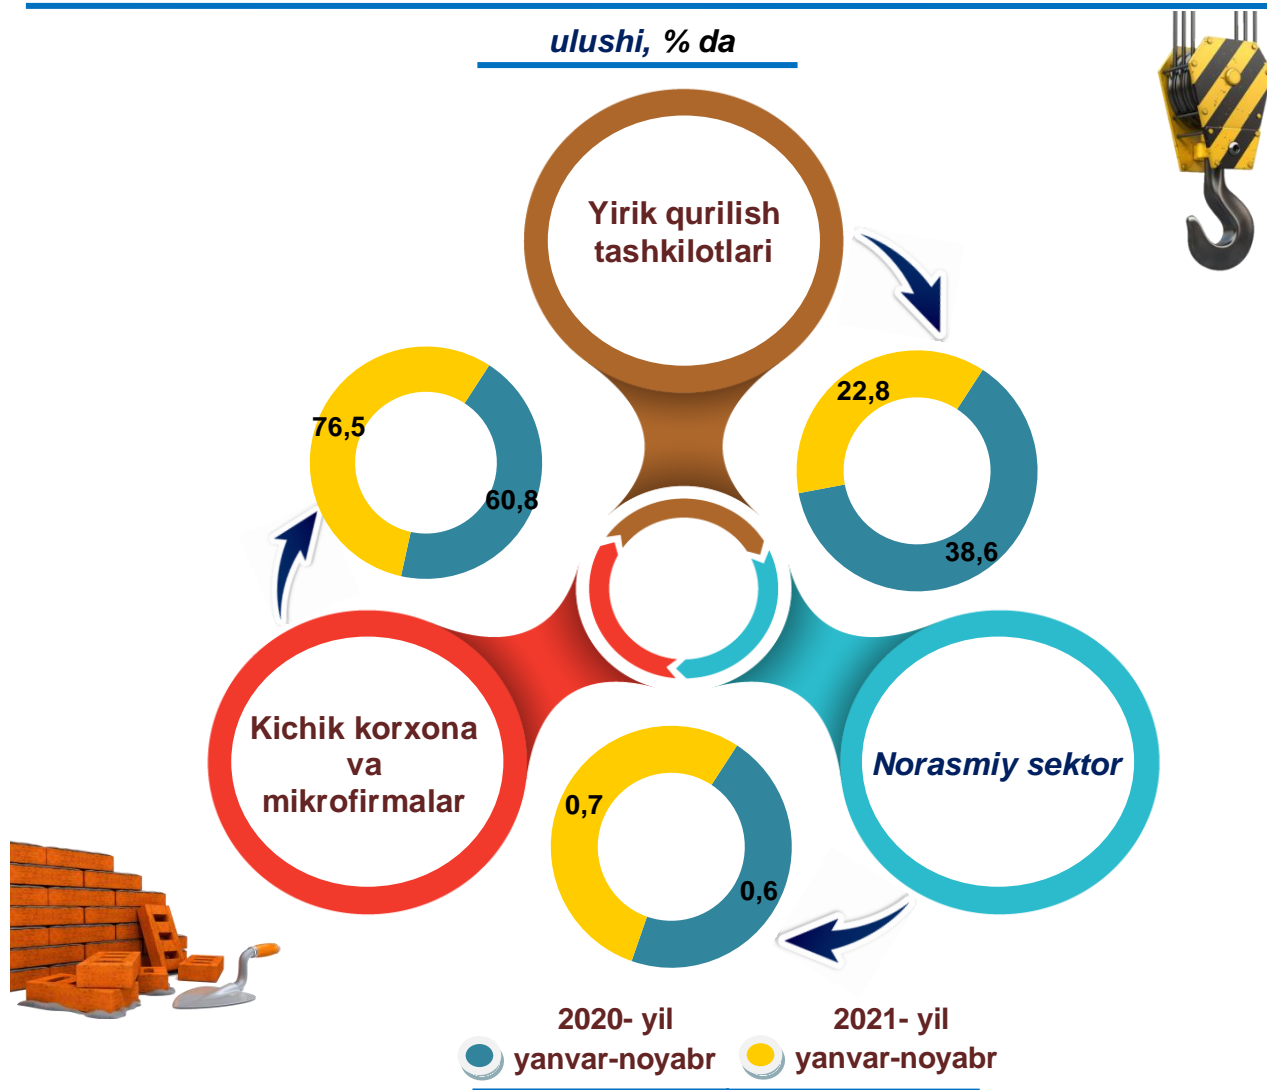 ulushi, % da
Yirik qurilish
tashkilotlari
22,8
38,6
76,5
60,8
Kichik korxona
va
mikrofirmalar
Norasmiy sektor
0,7
0,6
2020- yil
yanvar-noyabr
2021- yil
yanvar-noyabr